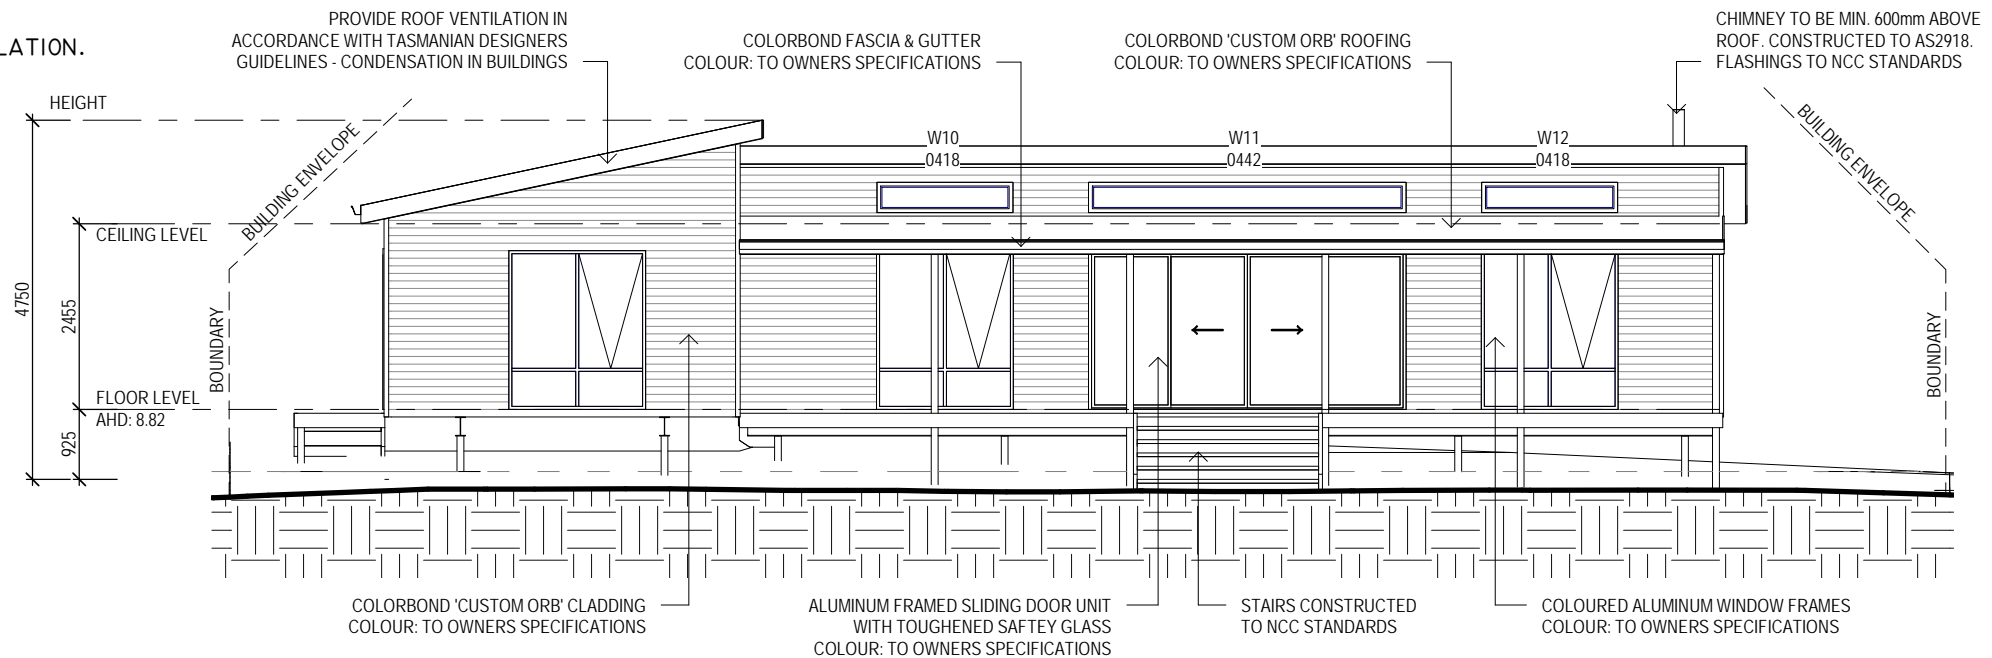 LATION.
PROVIDE ROOF VENTILATION IN
ACCORDANCE WITH TASMANIAN DESIGNERS
GUIDELINES - CONDENSATION IN BUILDINGS
COLORBOND FASCIA & GUTTER
COLOUR: TO OWNERS SPECIFICATIONS
COLORBOND 'CUSTOM ORB' ROOFING
COLOUR: TO OWNERS SPECIFICATIONS
CHIMNEY TO BE MIN. 600mm ABOVE
ROOF. CONSTRUCTED TO AS2918.
FLASHINGS TO NCC STANDARDS
HEIGHT
BUILDING ENVELOPE
W10
0418
W11
0442
W12
0418
BUILDING ENVELOPE
CEILING LEVEL
4750
2455
BOUNDARY
BOUNDARY
FLOOR LEVEL
AHD: 8.82
925
COLORBOND 'CUSTOM ORB' CLADDING
COLOUR: TO OWNERS SPECIFICATIONS
ALUMINUM FRAMED SLIDING DOOR UNIT
WITH TOUGHENED SAFTEY GLASS
COLOUR: TO OWNERS SPECIFICATIONS
STAIRS CONSTRUCTED
TO NCC STANDARDS
COLOURED ALUMINUM WINDOW FRAMES
COLOUR: TO OWNERS SPECIFICATIONS